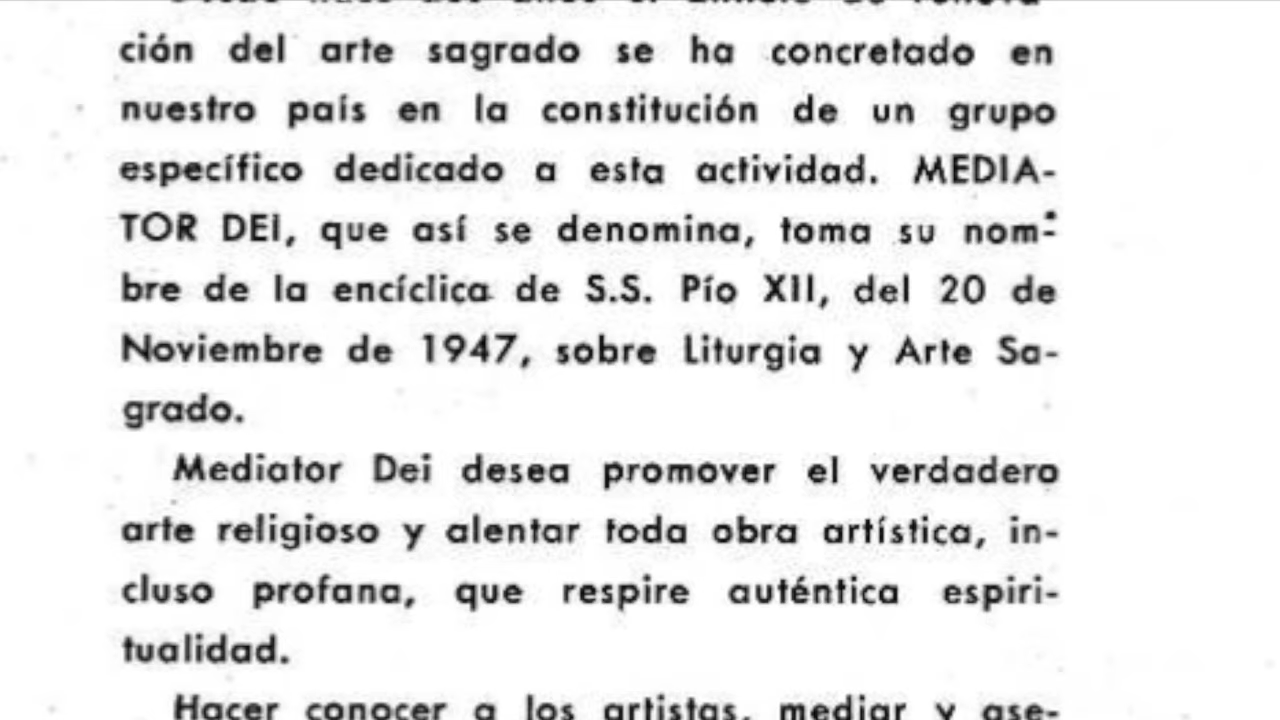 ción del arte sagrado se ha concretado en
nuestro país en la constitución de un grupo
específico dedicado a esta actividad. MEDIA-
TOR DEI, que así se denomina, toma su nom-
bre de la encíclica de S.S. Pío XII, del 20 de
Noviembre de 1947, sobre Liturgia y Arte Sa-
grado.
Mediator Dei desea promover el verdadero
arte religioso y alentar toda obra artística, in-
cluso profana, que respire auténtica espiri-
tualidad.
Hacer conocer a los artistas, mediar y ase-